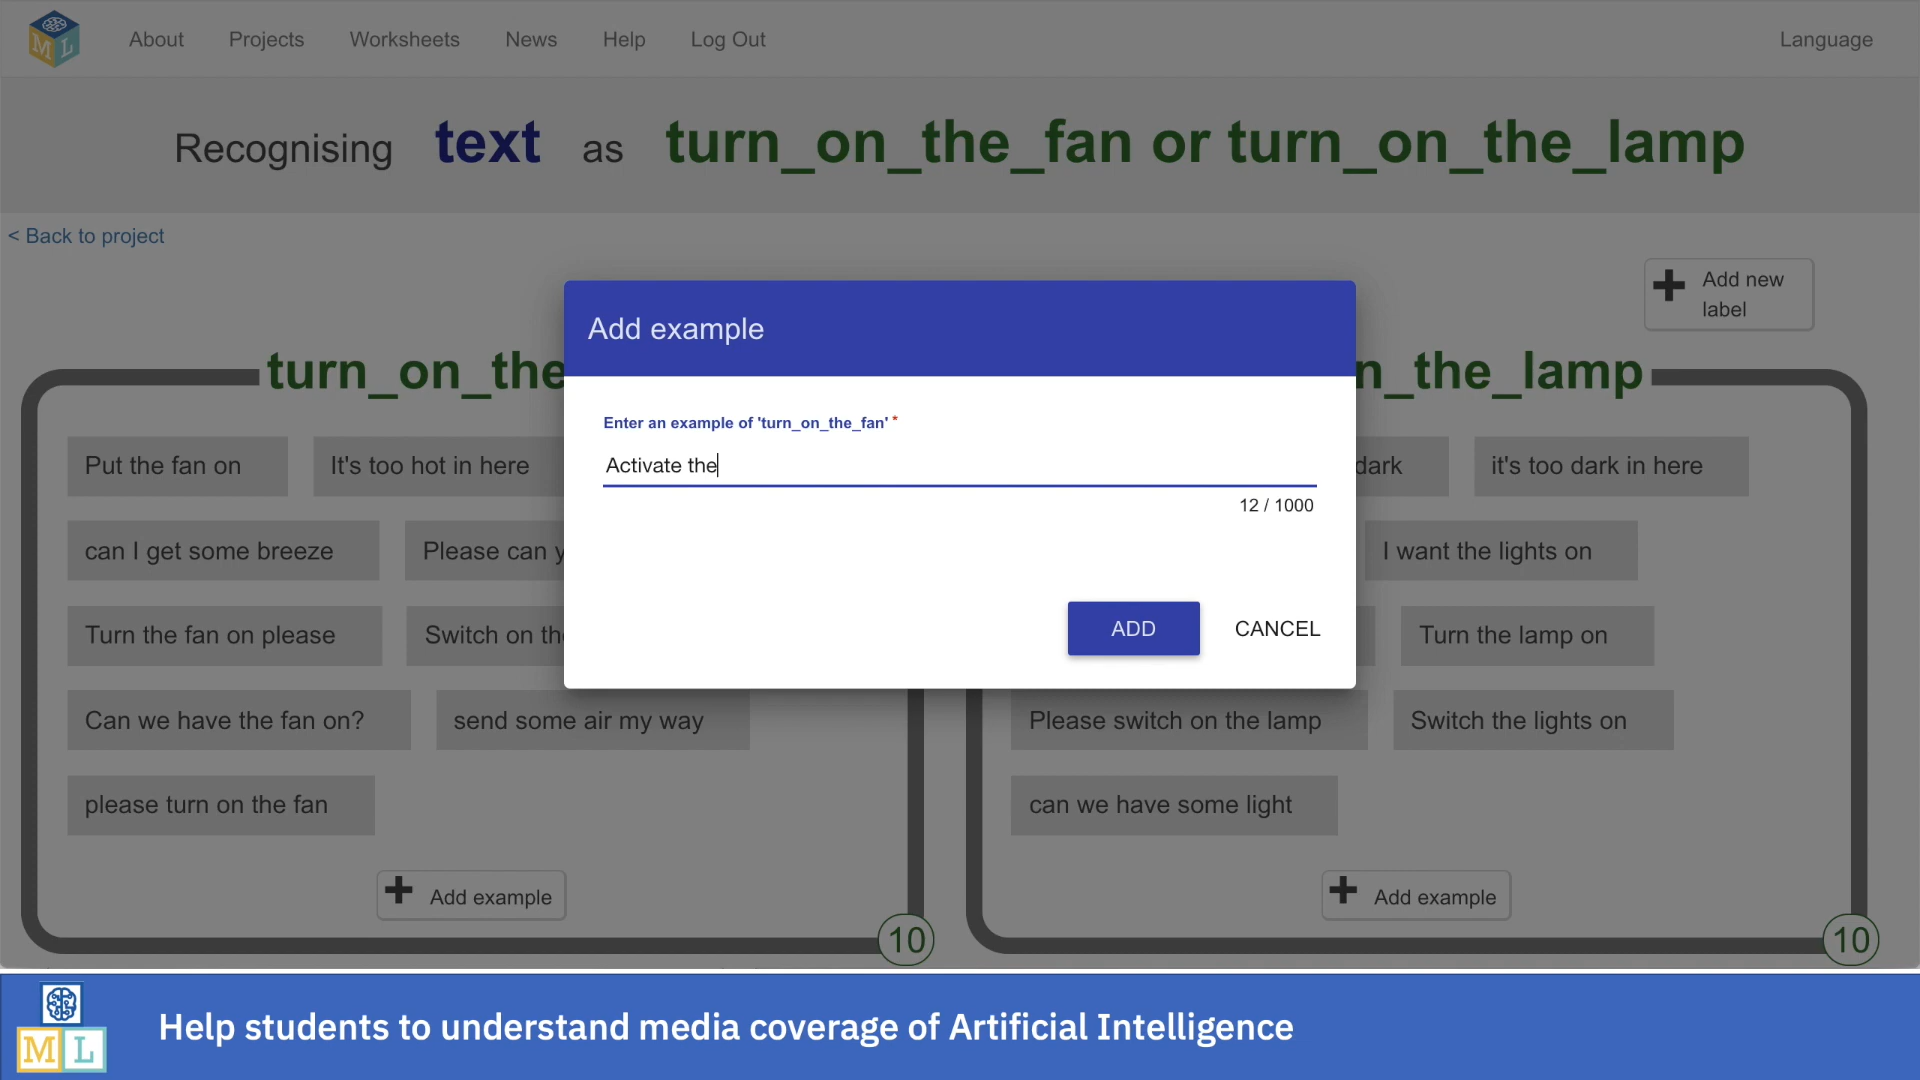 M L
About
Projects
Worksheets
News
Help
Log Out
Language
Recognising text as turn_on_the_fan or turn_on_the_lamp
< Back to project
Add new
label
turn_on_the
n_the_lamp
Add example
Enter an example of 'turn_on_the_fan' *
Activate the
12 / 1000
ADD
CANCEL
Put the fan on
It's too hot in here
can I get some breeze
Please can y
Turn the fan on please
Switch on the
Can we have the fan on?
send some air my way
please turn on the fan
Add example
10
dark
it's too dark in here
I want the lights on
Turn the lamp on
Please switch on the lamp
Switch the lights on
can we have some light
Add example
10
M L
Help students to understand media coverage of Artificial Intelligence